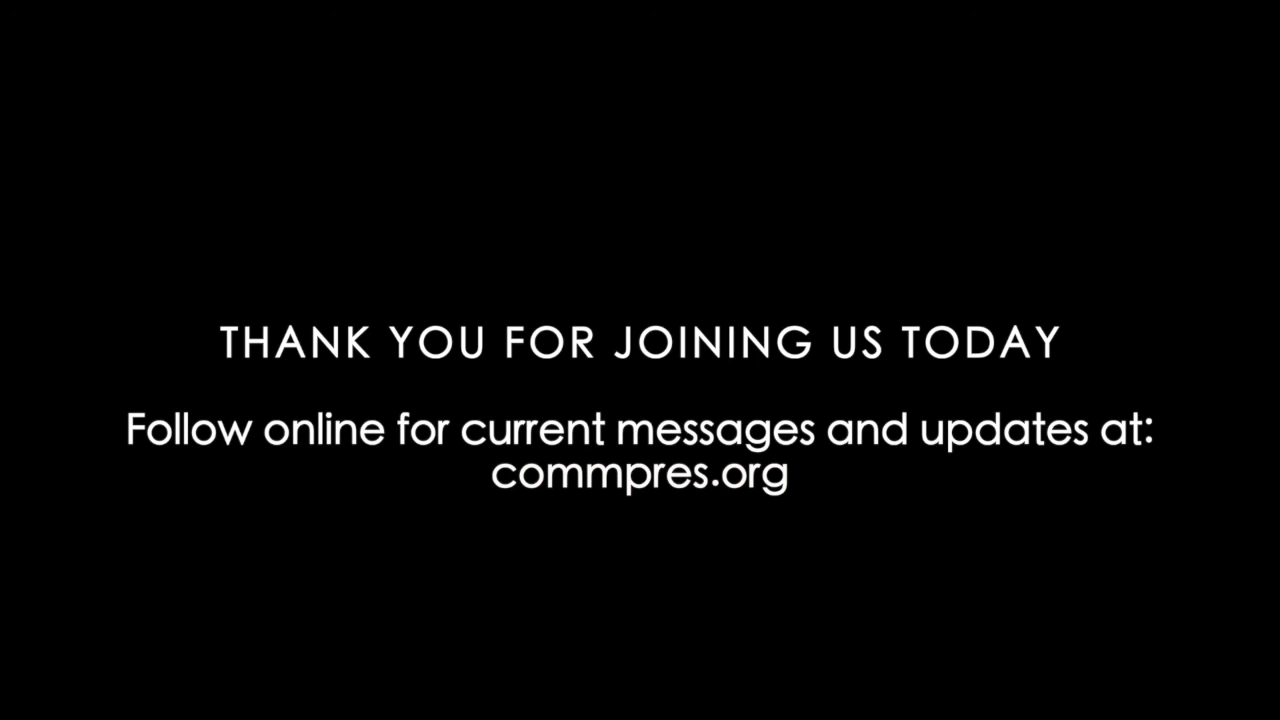 THANK YOU FOR JOINING US TODAY
Follow online for current messages and updates at:
commpres.org